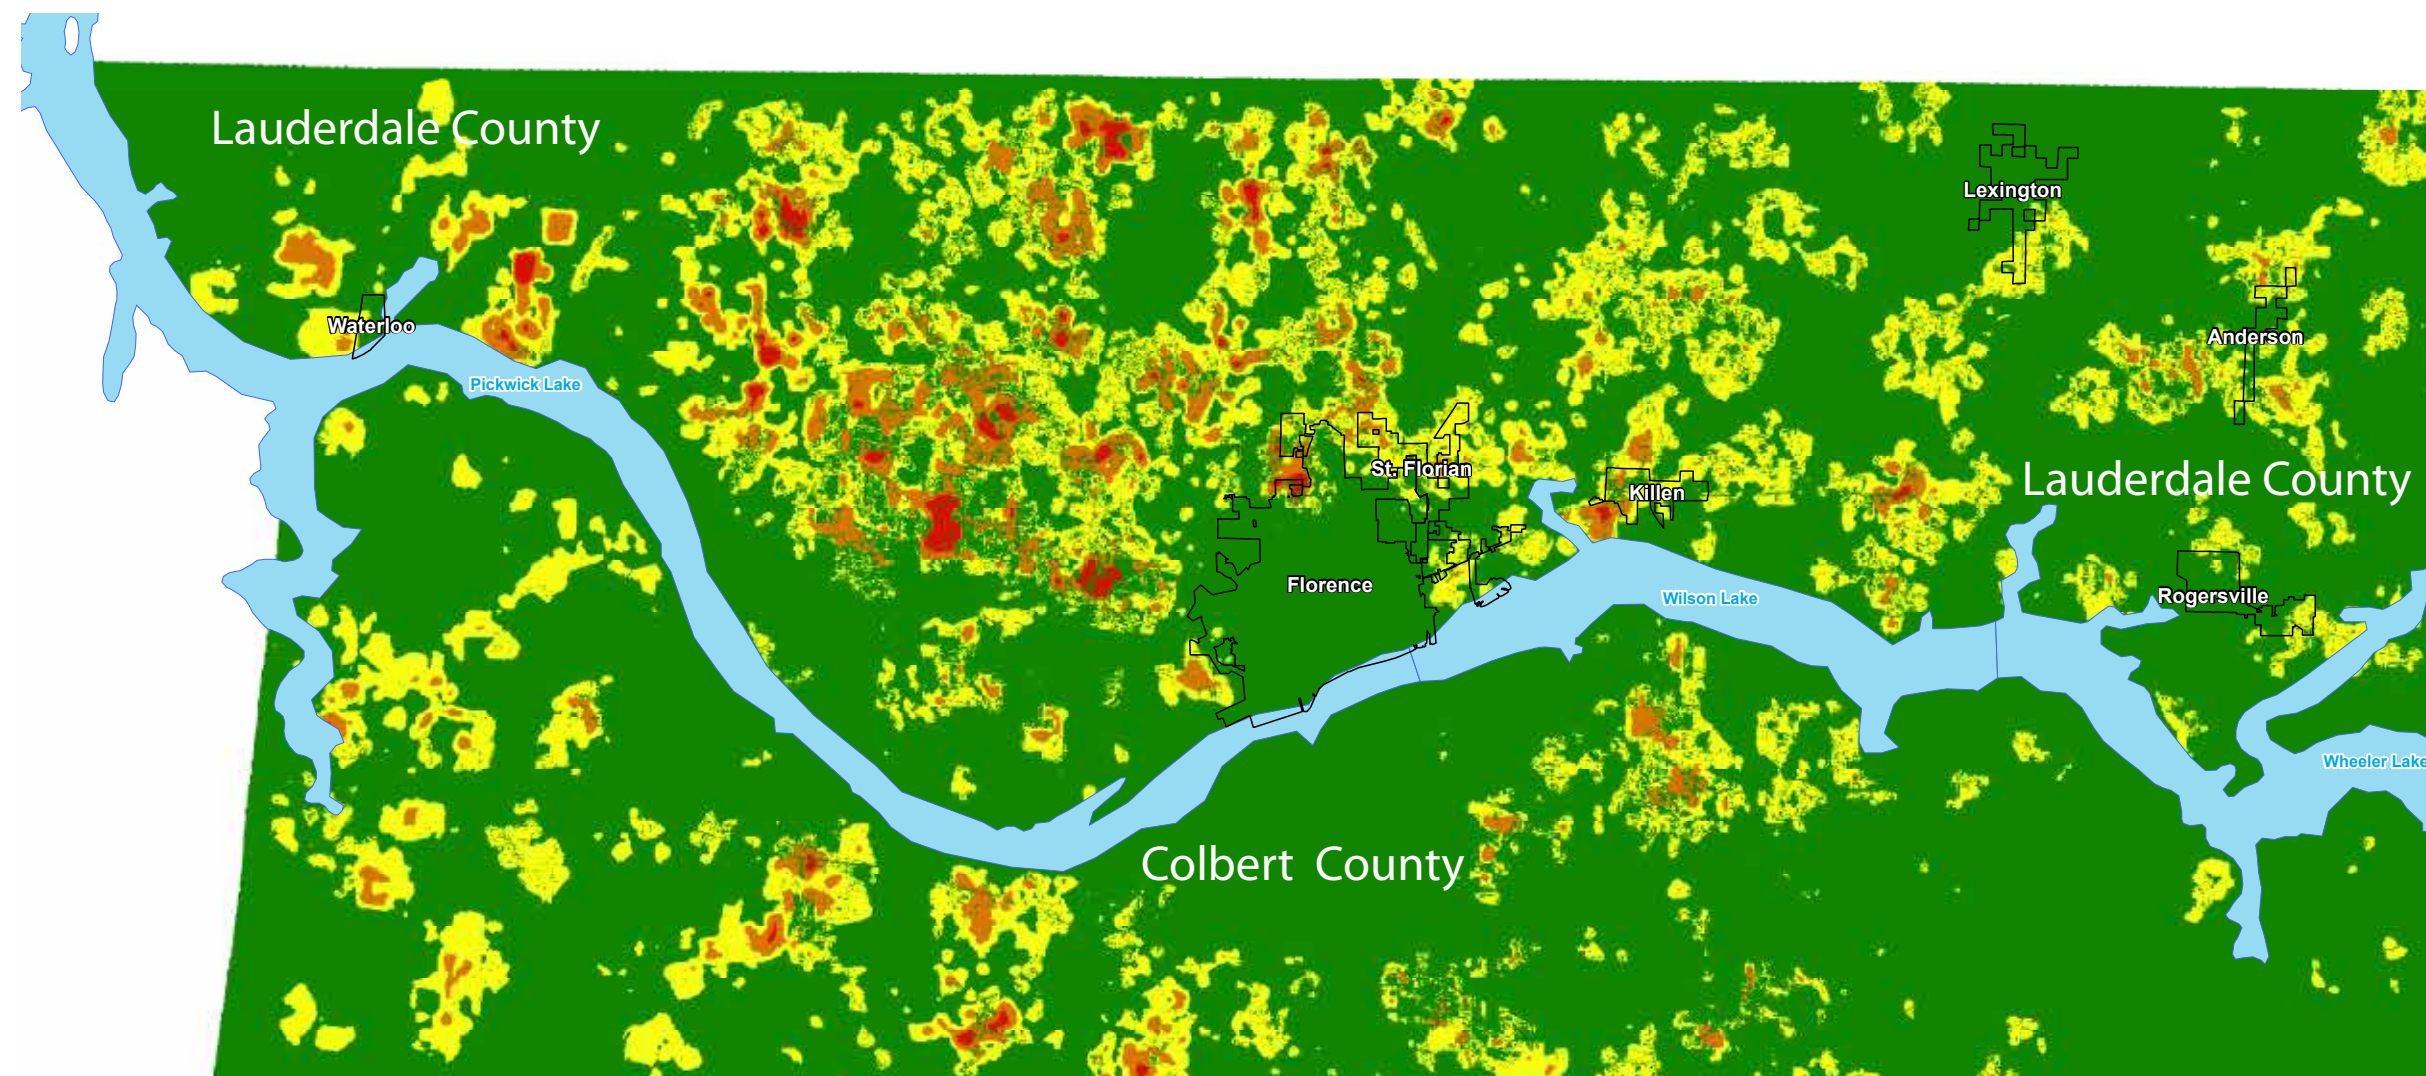 Lauderdale County
Lexington
Waterloo
Anderson
Pickwick Lake
St. Florian
Lauderdale County
Killen
Florence
Wilson Lake
Rogersville
Wheeler Lake
Colbert County